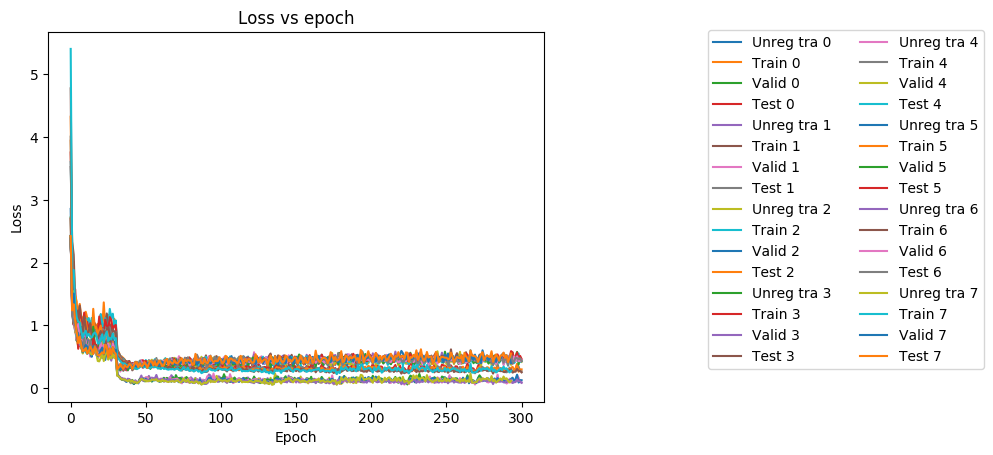 Loss vs epoch
Loss
5
4
3
2
1
0
0 50 100 150 200 250 300
Epoch
Unreg tra 0
Train 0
Valid 0
Test 0
Unreg tra 1
Train 1
Valid 1
Test 1
Unreg tra 2
Train 2
Valid 2
Test 2
Unreg tra 3
Train 3
Valid 3
Test 3
Unreg tra 4
Train 4
Valid 4
Test 4
Unreg tra 5
Train 5
Valid 5
Test 5
Unreg tra 6
Train 6
Valid 6
Test 6
Unreg tra 7
Train 7
Valid 7
Test 7